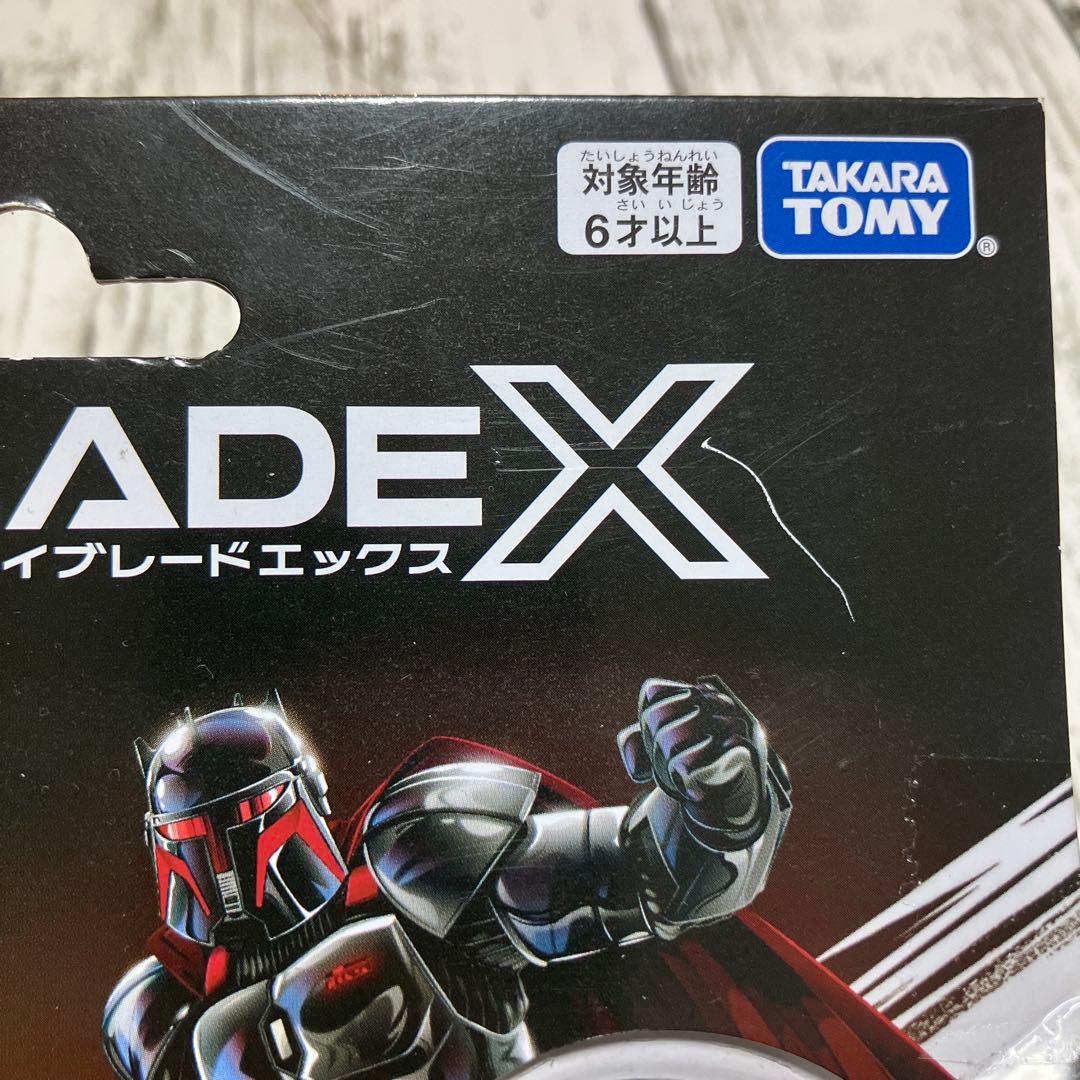 たいしょうねんれい
対象年齢
さい いじょう
6才以上
TAKARA
TOMY
®
ADE X
イブレードエックス